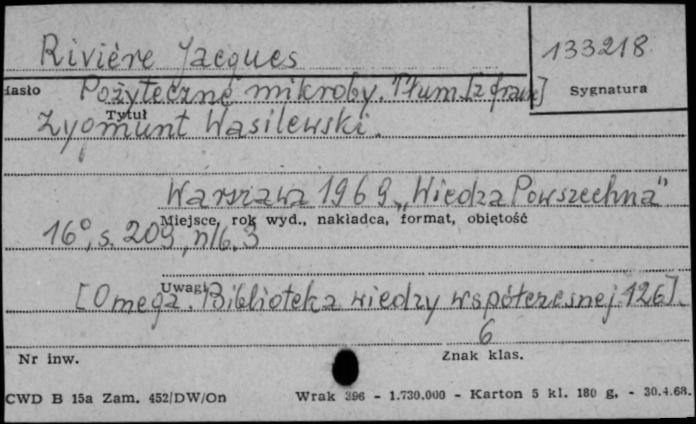 Rivière Jacques
133218
Hasło
Sygnatura
Pożyteczne mikroby. Tłum. [z franc]
Tytuł
Zygmunt Wasilewski.
Warszawa 1969 „Wiedza Powszechna"
Miejsce, rok wyd., nakładca, format, objętość
16°, s. 209, nlb. 3
Uwagi
[Omega. Biblioteka wiedzy współczesnej 126].
6
Nr inw.
Znak klas.
CWD B 15a Zam. 452/DW/On
Wrak 396 - 1.730.000 - Karton 5 kl. 180 g. - 30.4.68.